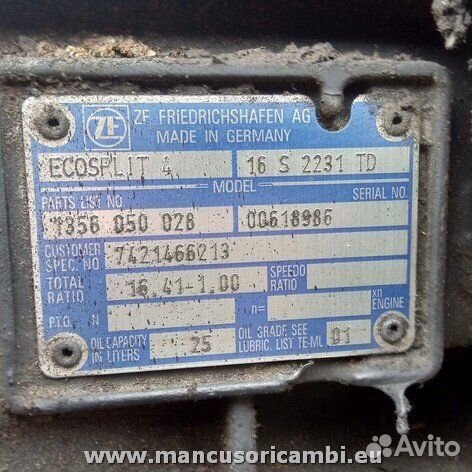 ZF FRIEDRICHSHAFEN AG
MADE IN GERMANY
ECOSPLIT 4 16 S 2231 TD
MODEL
PARTS LIST NO SERIAL NO.
1356 050 028 00618986
CUSTOMER SPEC. NO 7421466213
TOTAL RATIO 16.41-1.00 SPEEDO RATIO
P.T.O. N i,n= xn ENGINE
OIL CAPACITY IN LITERS 25 OIL GRADE SEE LUBRIC. LIST TE-ML 01
www.mancusoricambi.eu
Avito